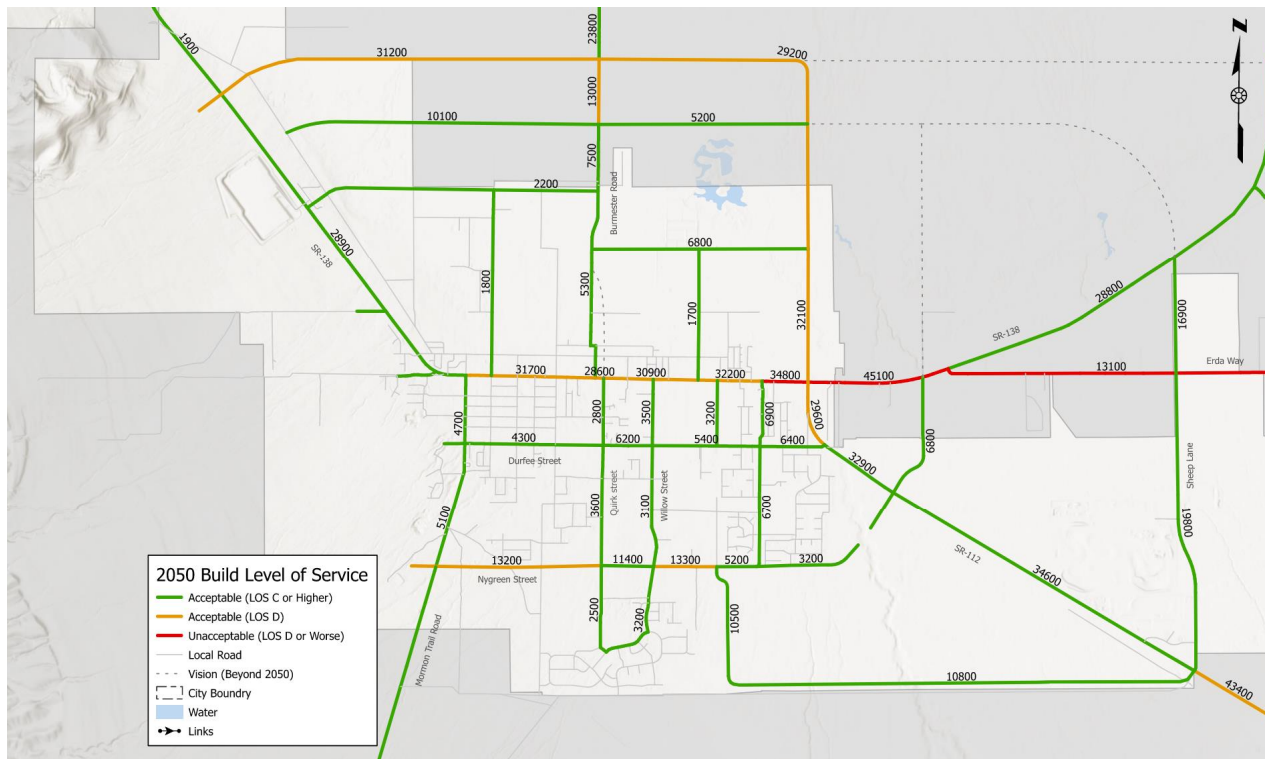 1900
31200
23800
29200
N
13000
10100
5200
7500
2200
Burmester Road
28900
SR-138
6800
1800
5300
1700
32100
28800
16900
SR-138
Erda Way
31700
28600
30900
32200
34800
45100
13100
4700
2800
3500
3200
6900
29600
4300
6200
5400
6400
6800
Durfee Street
32900
Sheep Lane
5100
3600
Quirk street
3100
Willow Street
6700
19800
13200
11400
13300
5200
3200
SR-112
Nygreen Street
34600
2500
3200
10500
Mormon Trail Road
10800
43400
2050 Build Level of Service
Acceptable (LOS C or Higher)
Acceptable (LOS D)
Unacceptable (LOS D or Worse)
Local Road
Vision (Beyond 2050)
City Boundry
Water
Links